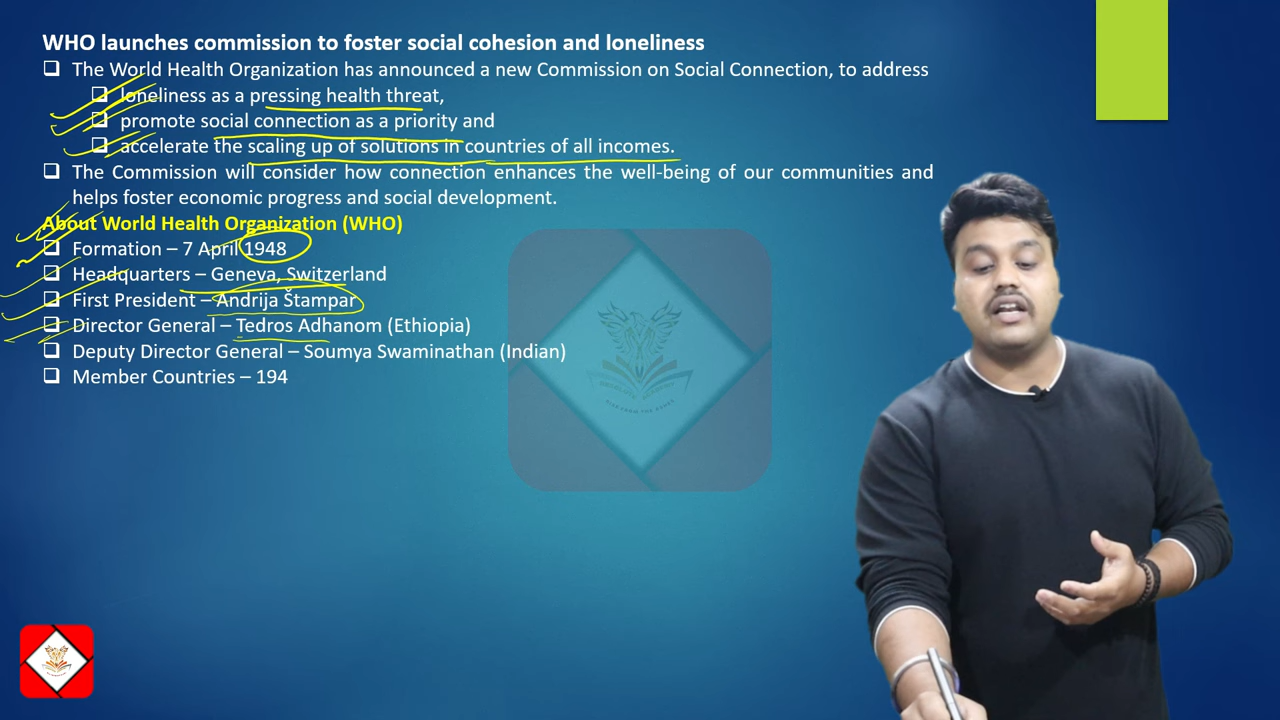 WHO launches commission to foster social cohesion and loneliness
❑ The World Health Organization has announced a new Commission on Social Connection, to address
❑ loneliness as a pressing health threat,
❑ promote social connection as a priority and
❑ accelerate the scaling up of solutions in countries of all incomes.
❑ The Commission will consider how connection enhances the well-being of our communities and
helps foster economic progress and social development.
About World Health Organization (WHO)
❑ Formation – 7 April 1948
❑ Headquarters – Geneva, Switzerland
❑ First President – Andrija Štampar
❑ Director General – Tedros Adhanom (Ethiopia)
❑ Deputy Director General – Soumya Swaminathan (Indian)
❑ Member Countries – 194